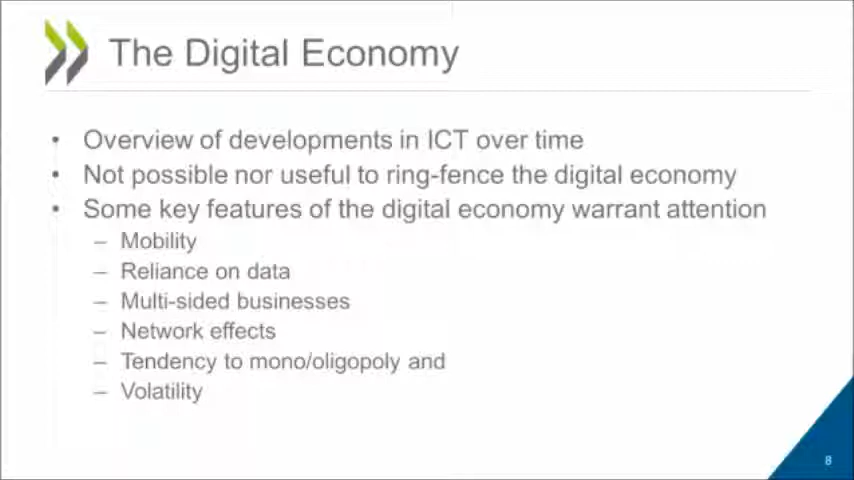 The Digital Economy
• Overview of developments in ICT over time
• Not possible nor useful to ring-fence the digital economy
• Some key features of the digital economy warrant attention
– Mobility
– Reliance on data
– Multi-sided businesses
– Network effects
– Tendency to mono/oligopoly and
– Volatility
8